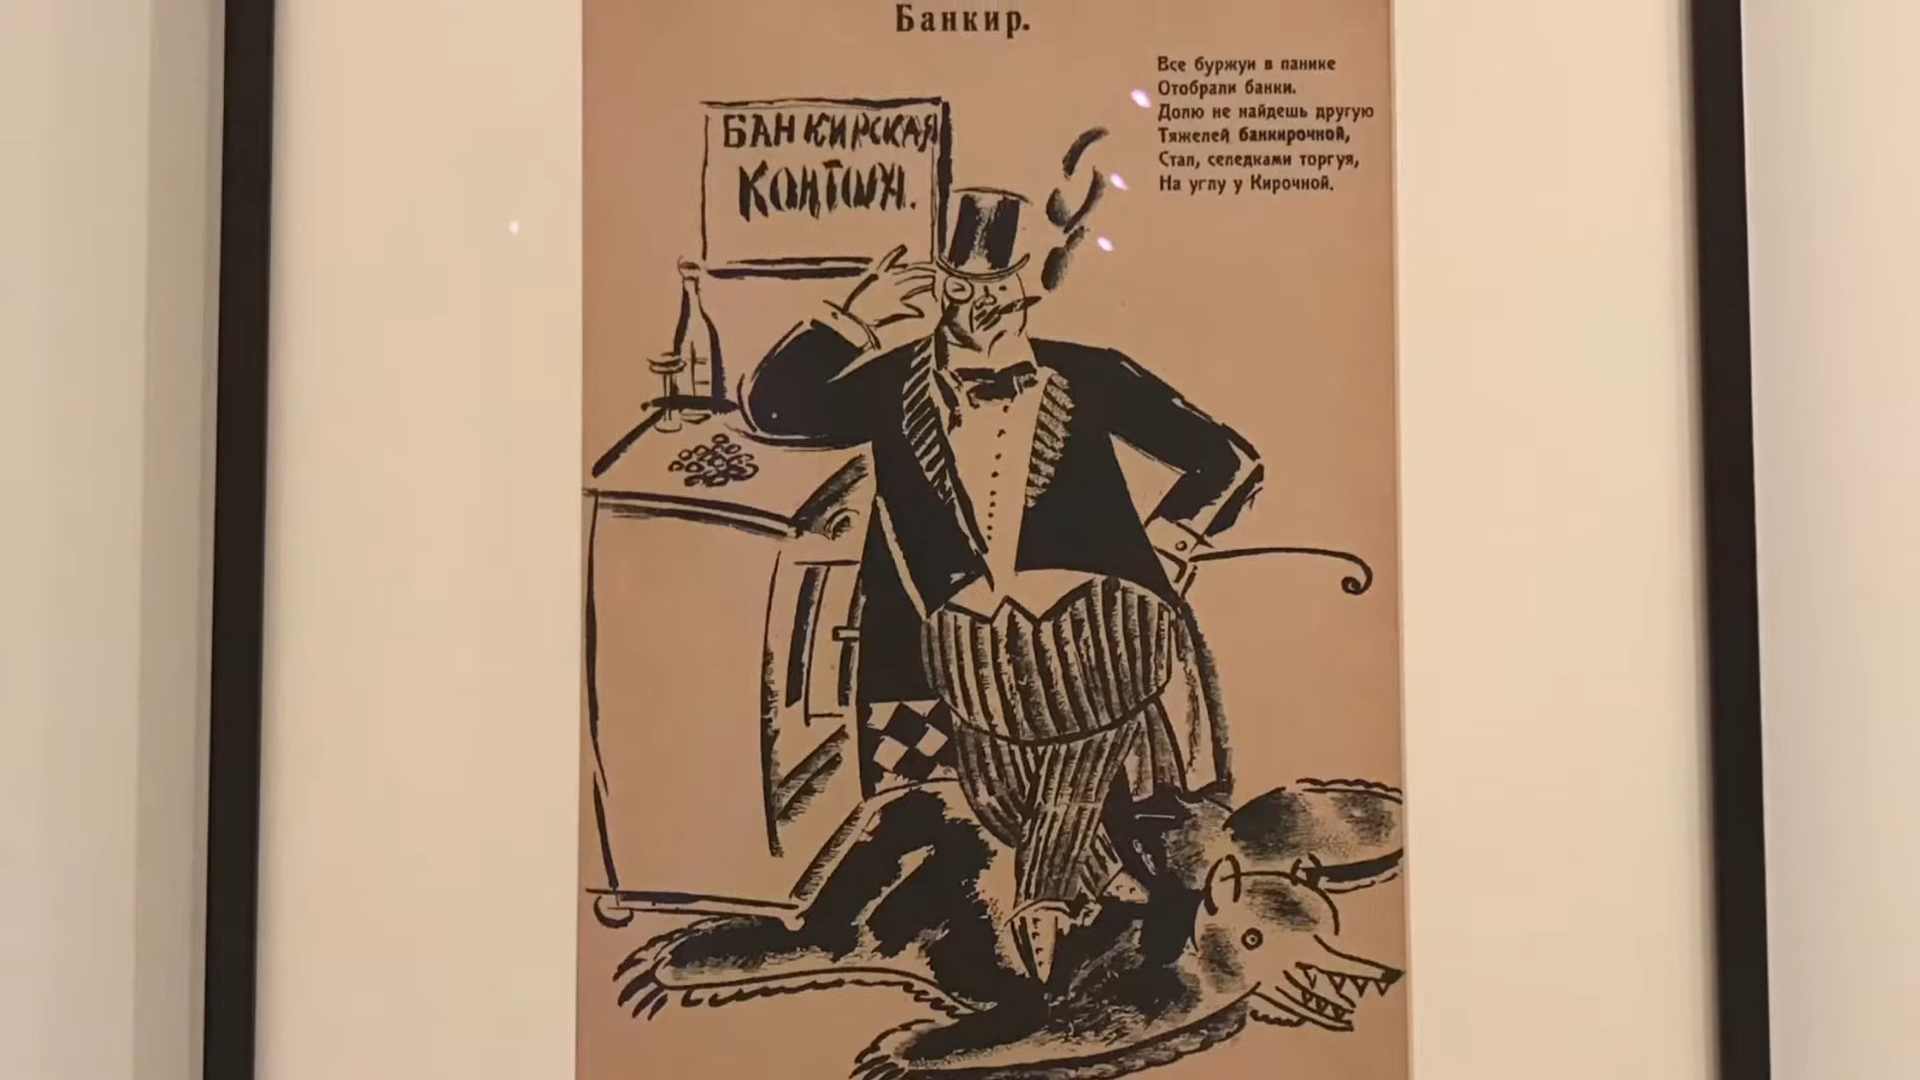 Банкир.
Все буржуи в панике
Отобрали банки.
Долю не найдешь другую
Тяжелей банкирочной,
Стал, селедками торгуя,
На углу у Кирочной.
БАНКИРСКАЯ
КОНТОРА.